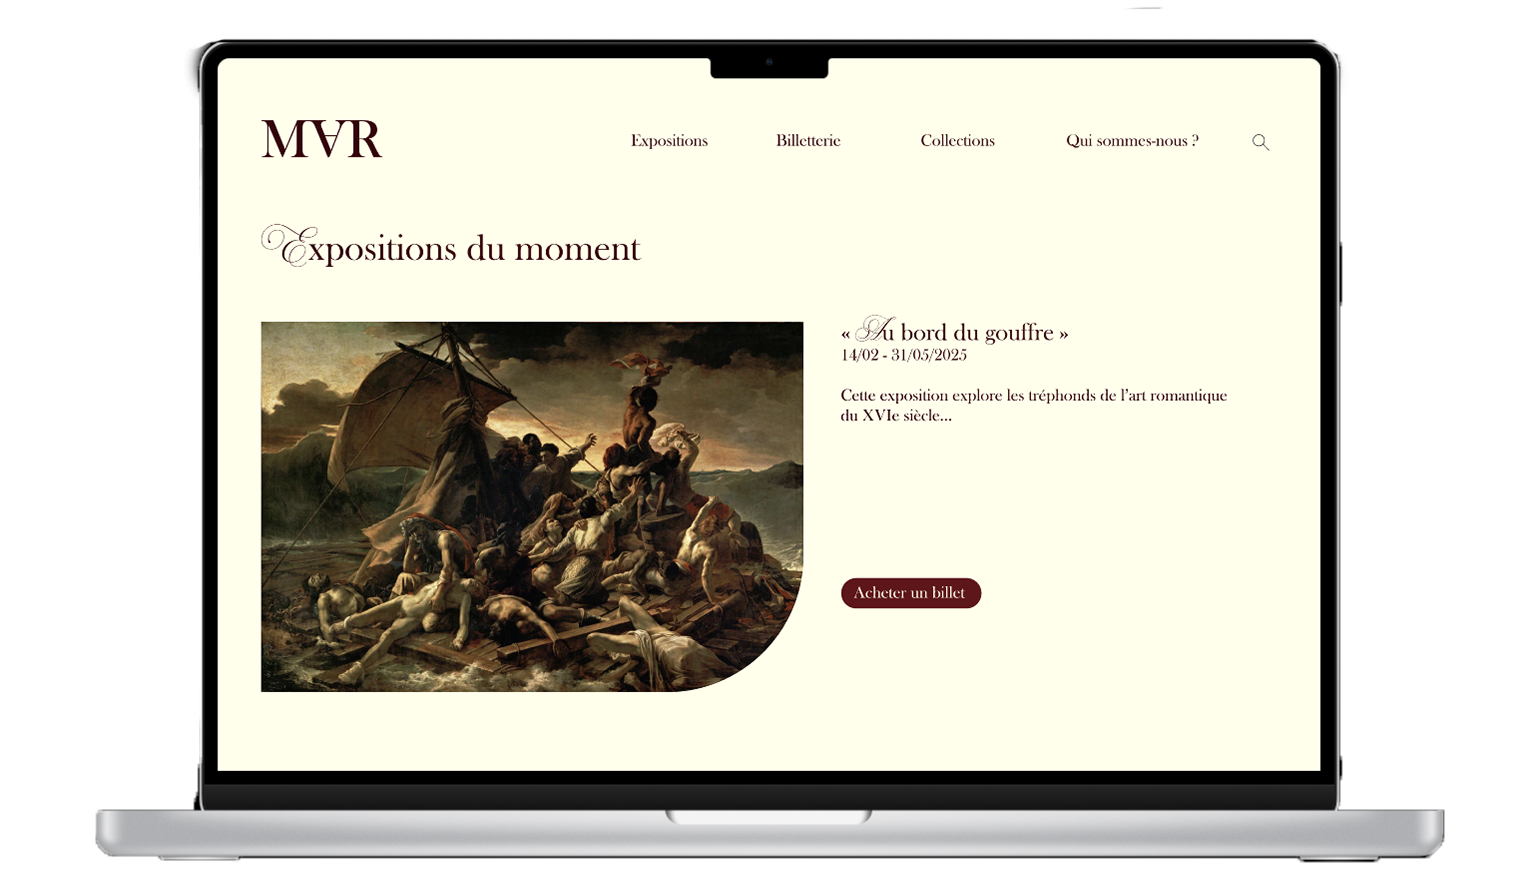 M∀R
Expositions Billetterie Collections Qui sommes-nous ?
Expositions du moment
« Au bord du gouffre »
14/02 - 31/05/2025
Cette exposition explore les tréphonds de l’art romantique
du XVIe siècle...
Acheter un billet